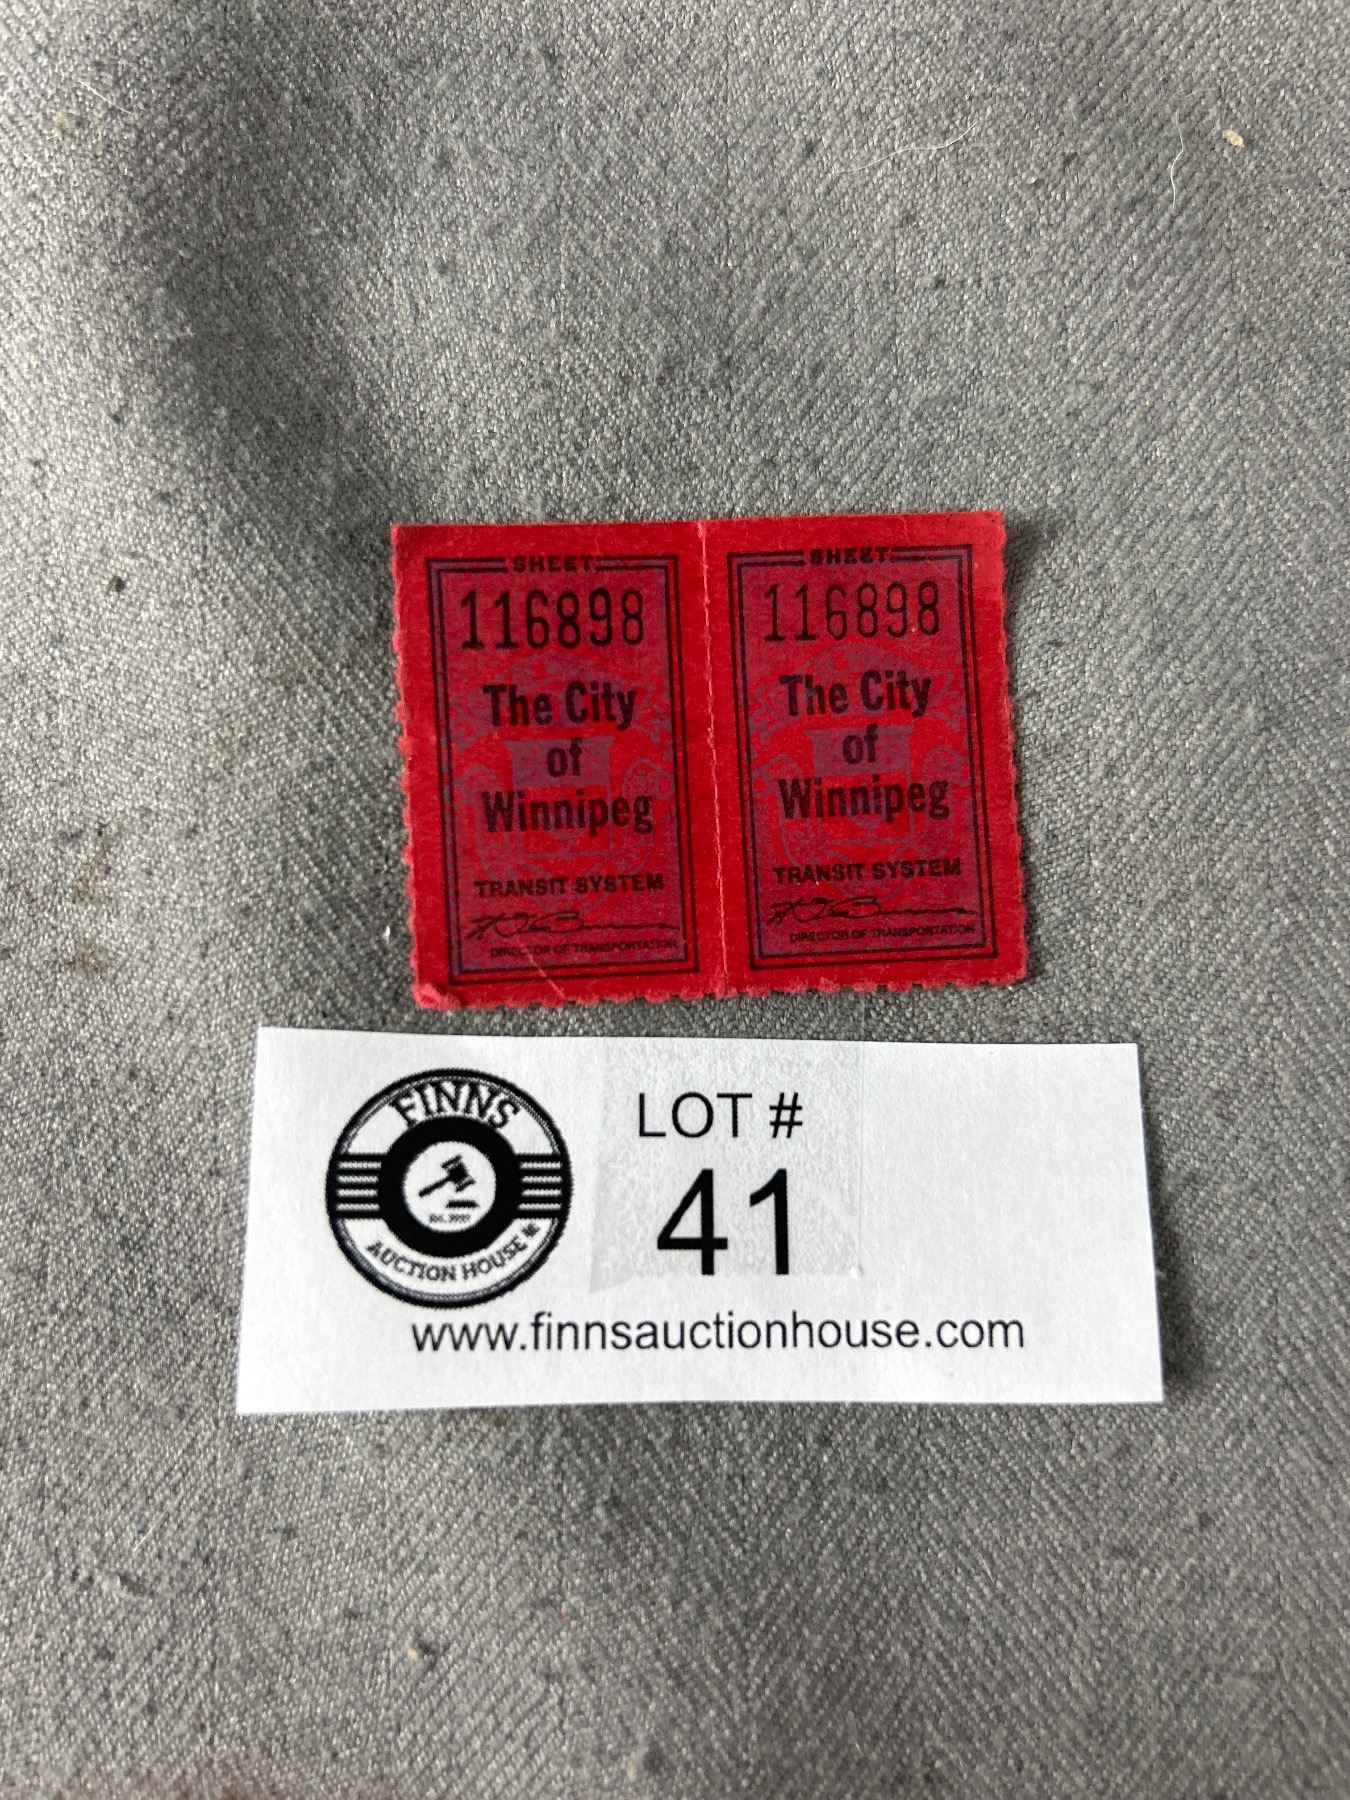 SHEET
116898
The City
of
Winnipeg
TRANSIT SYSTEM
DIRECTOR OF TRANSPORTATION
SHEET
116898
The City
of
Winnipeg
TRANSIT SYSTEM
DIRECTOR OF TRANSPORTATION
FINNS
AUCTION HOUSE
LOT #
41
www.finnsauctionhouse.com